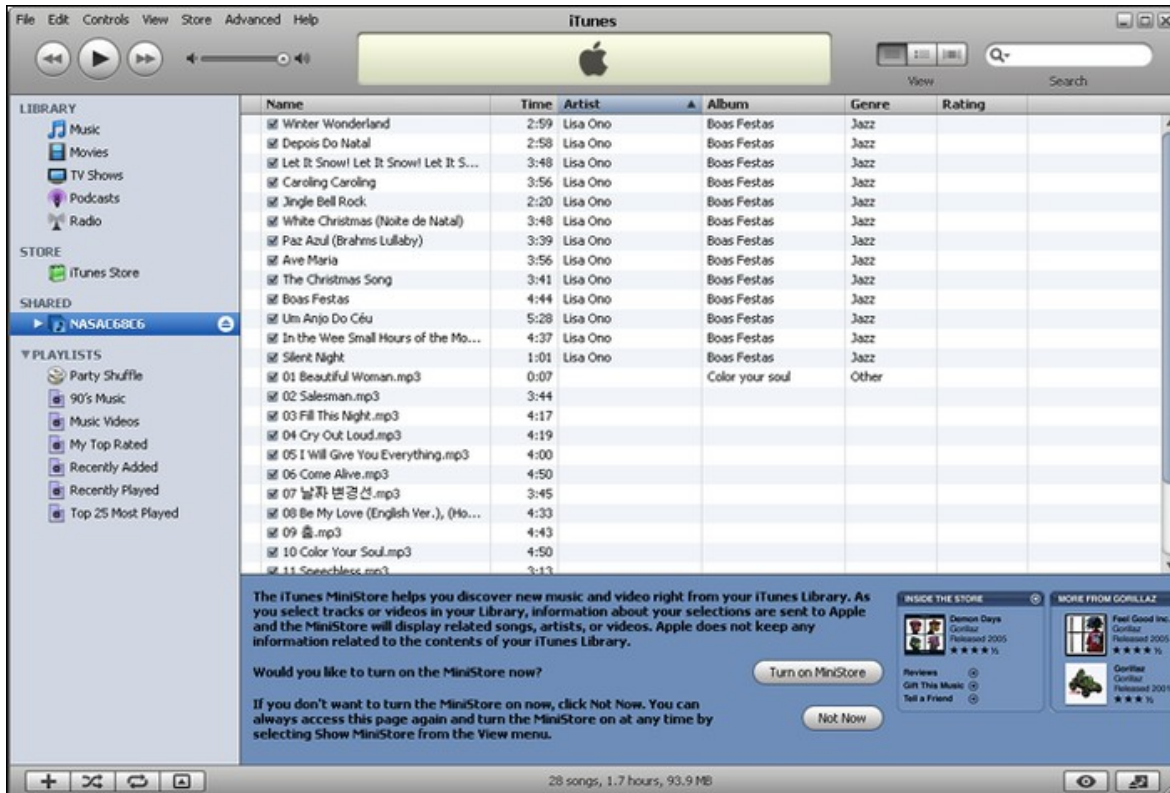 File Edit Controls View Store Advanced Help
iTunes
View
Search
LIBRARY
Music
Movies
TV Shows
Podcasts
Radio
STORE
iTunes Store
SHARED
NASAC68C6
PLAYLISTS
Party Shuffle
90's Music
Music Videos
My Top Rated
Recently Added
Recently Played
Top 25 Most Played
Name Time Artist Album Genre Rating
Winter Wonderland 2:59 Lisa Ono Boas Festas Jazz
Depois Do Natal 2:58 Lisa Ono Boas Festas Jazz
Let It Snow! Let It Snow! Let It S... 3:48 Lisa Ono Boas Festas Jazz
Caroling Caroling 3:56 Lisa Ono Boas Festas Jazz
Jingle Bell Rock 2:20 Lisa Ono Boas Festas Jazz
White Christmas (Noite de Natal) 3:48 Lisa Ono Boas Festas Jazz
Paz Azul (Brahms Lullaby) 3:39 Lisa Ono Boas Festas Jazz
Ave Maria 3:56 Lisa Ono Boas Festas Jazz
The Christmas Song 3:41 Lisa Ono Boas Festas Jazz
Boas Festas 4:44 Lisa Ono Boas Festas Jazz
Um Anjo Do Céu 5:28 Lisa Ono Boas Festas Jazz
In the Wee Small Hours of the Mo... 4:37 Lisa Ono Boas Festas Jazz
Silent Night 1:01 Lisa Ono Boas Festas Jazz
01 Beautiful Woman.mp3 0:07 Color your soul Other
02 Salesman.mp3 3:44
03 Fill This Night.mp3 4:17
04 Cry Out Loud.mp3 4:19
05 I Will Give You Everything.mp3 4:00
06 Come Alive.mp3 4:50
07 날짜 변경선.mp3 3:45
08 Be My Love (English Ver.), (Ho... 4:33
09 춤.mp3 4:43
10 Color Your Soul.mp3 4:50
11 Speechless.mp3 3:13
The iTunes MiniStore helps you discover new music and video right from your iTunes Library. As
you select tracks or videos in your Library, information about your selections are sent to Apple
and the MiniStore will display related songs, artists, or videos. Apple does not keep any
information related to the contents of your iTunes Library.
Would you like to turn on the MiniStore now?
Turn on MiniStore
If you don't want to turn the MiniStore on now, click Not Now. You can
always access this page again and turn the MiniStore on at any time by
selecting Show MiniStore from the View menu.
Not Now
INSIDE THE STORE
Demon Days
Gorillaz
Released 2005
Reviews
Gift This Music
Tell a Friend
MORE FROM GORILLAZ
Feel Good Inc.
Gorillaz
Released 2005
Gorillaz
Gorillaz
Released 2001
28 songs, 1.7 hours, 93.9 MB